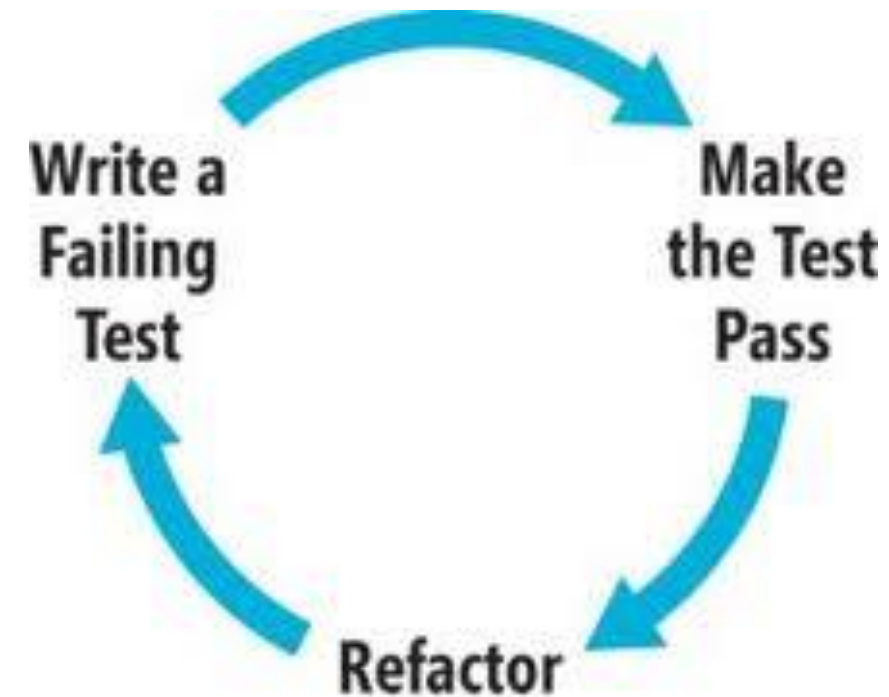 Write a
Failing
Test
Make
the Test
Pass
Refactor